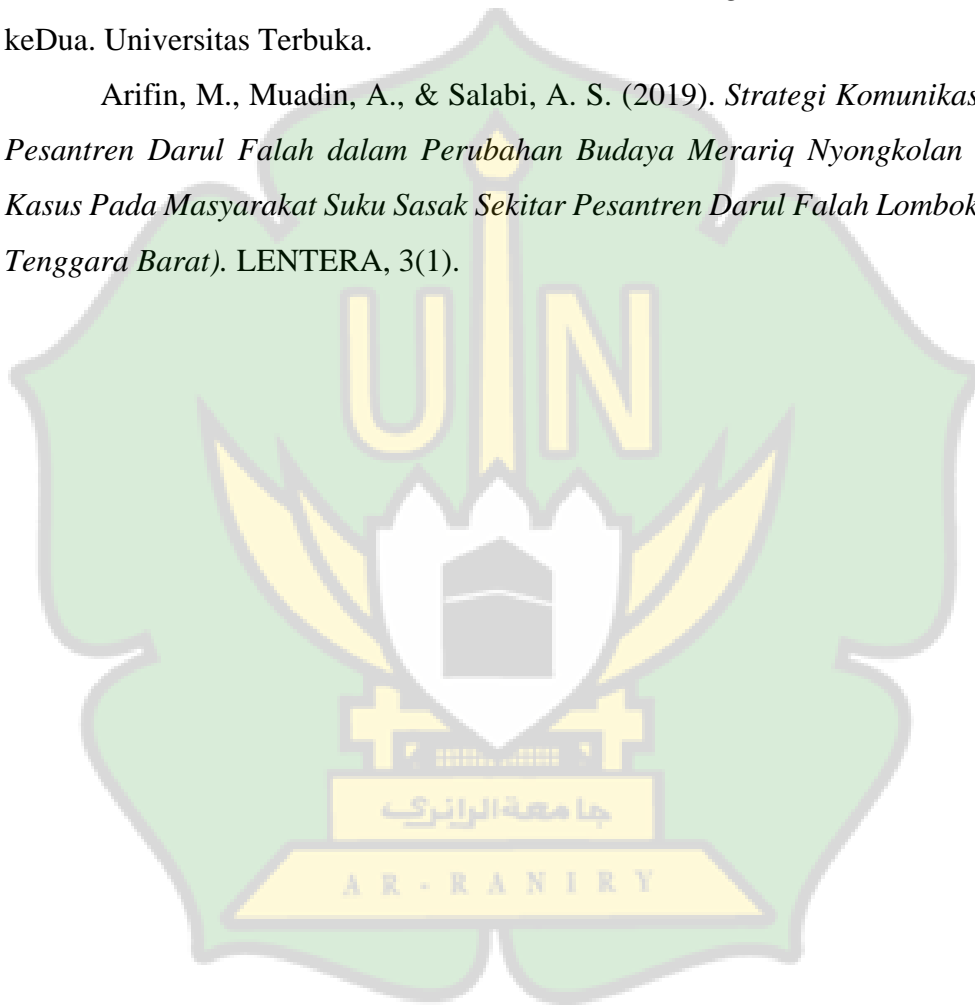 keDua. Universitas Terbuka.
Arifin, M., Muadin, A., & Salabi, A. S. (2019). Strategi Komunikas
Pesantren Darul Falah dalam Perubahan Budaya Merariq Nyongkolan
Kasus Pada Masyarakat Suku Sasak Sekitar Pesantren Darul Falah Lombok
Tenggara Barat). LENTERA, 3(1).
UIN
جامعة الرانري
AR-RANIRY